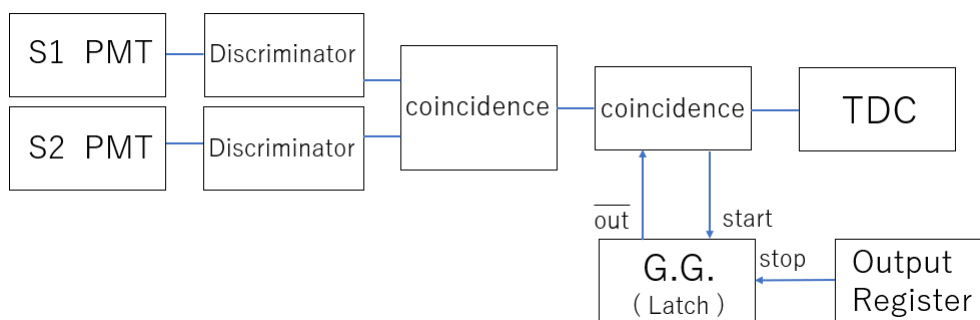 S1 PMT
Discriminator
coincidence
coincidence
TDC
S2 PMT
Discriminator
out
start
stop
G.G.
( Latch )
Output
Register